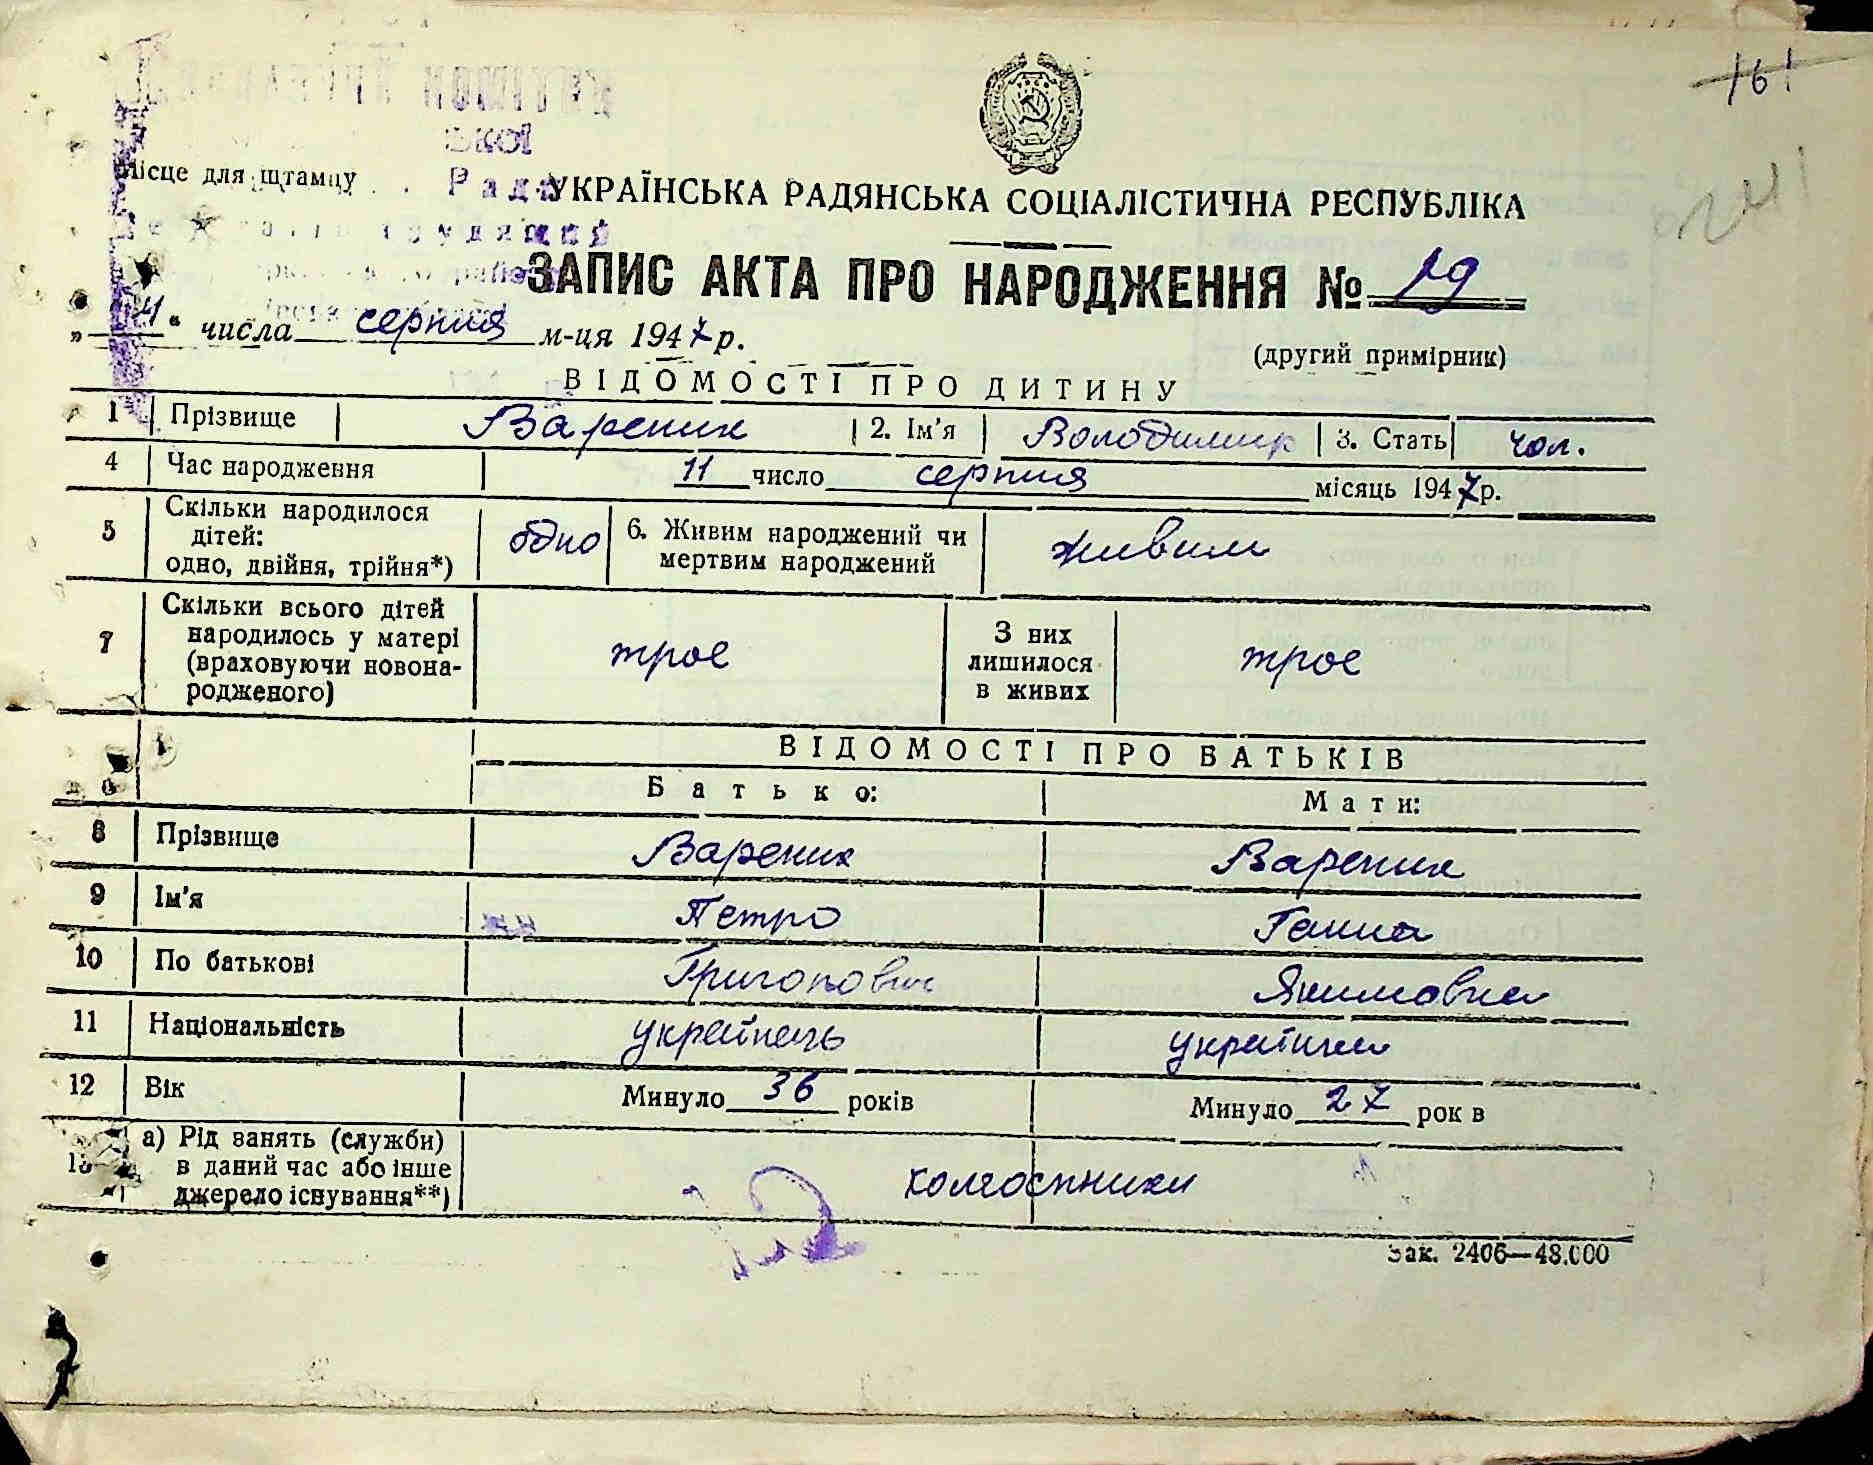 161
Місце для штампу
Рада
УКРАЇНСЬКА РАДЯНСЬКА СОЦІАЛІСТИЧНА РЕСПУБЛІКА
ЗАПИС АКТА ПРО НАРОДЖЕННЯ № 19
числа серпня м-ця 1947 р.
(другий примірник)
ВІДОМОСТІ ПРО ДИТИНУ
1 Прізвище Вареник 2. Ім'я Володимир 3. Стать чол.
4 Час народження 11 число серпня місяць 1947 р.
5 Скільки народилося дітей: одно, двійня, трійня*) одно 6. Живим народжений чи мертвим народжений живим
7 Скільки всього дітей народилось у матері (враховуючи новонародженого) троє З них лишилося в живих троє
ВІДОМОСТІ ПРО БАТЬКІВ
Батько: Мати:
8 Прізвище Вареник Вареник
9 Ім'я Петро Ганна
10 По батькові Григорович Якимовна
11 Національність українець українка
12 Вік Минуло 36 років Минуло 27 рок в
13 а) Рід занять (служби) в даний час або інше джерело існування**) колгоспники
Зак. 2406—48.000